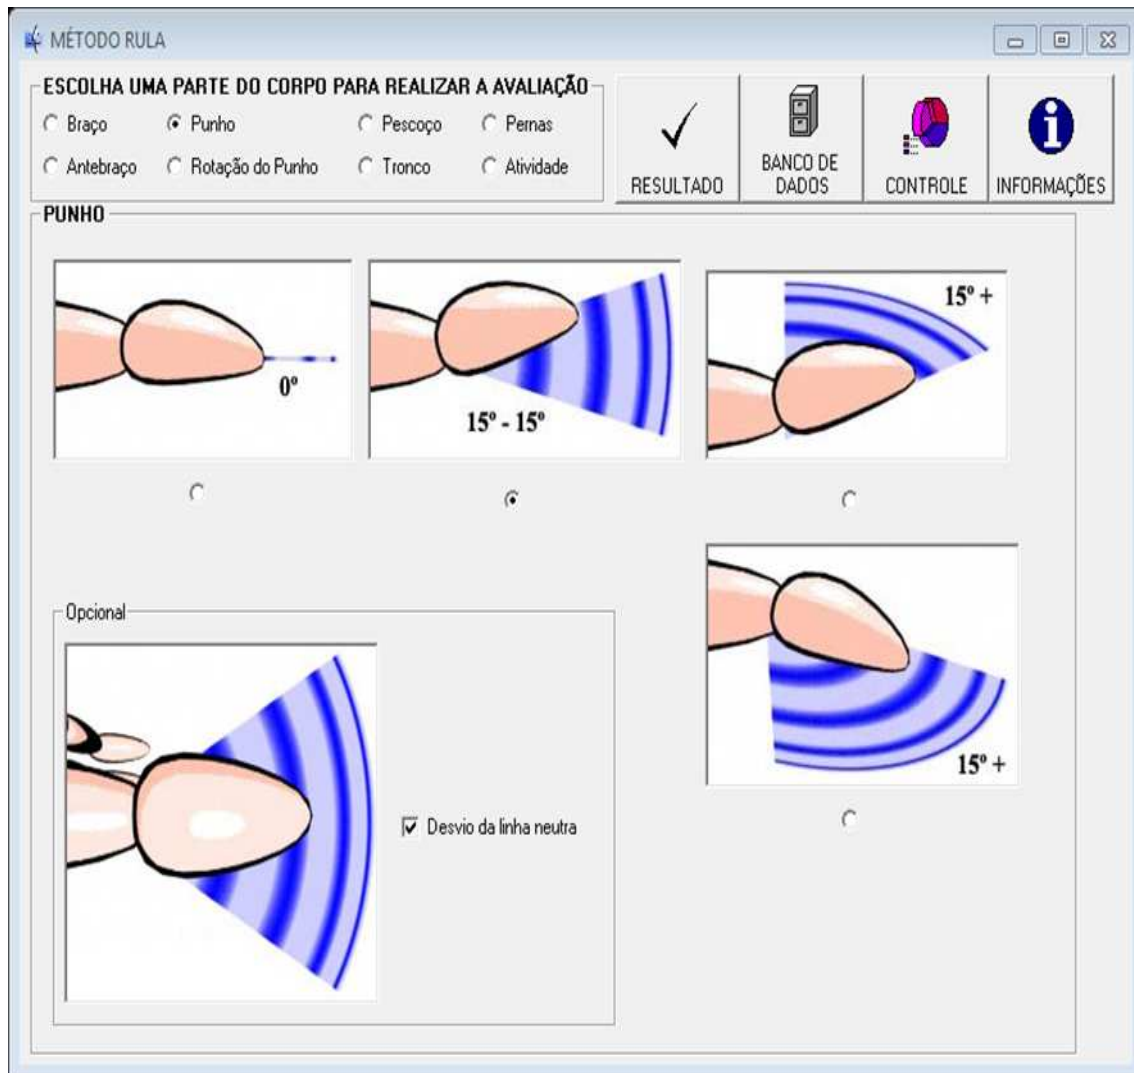 MÉTODO RULA
ESCOLHA UMA PARTE DO CORPO PARA REALIZAR A AVALIAÇÃO
Braço Punho Pescoço Pernas
Antebraço Rotação do Punho Tronco Atividade
RESULTADO
BANCO DE
DADOS
CONTROLE
INFORMAÇÕES
PUNHO
0º
15º - 15º
15º +
15º +
Opcional
Desvio da linha neutra